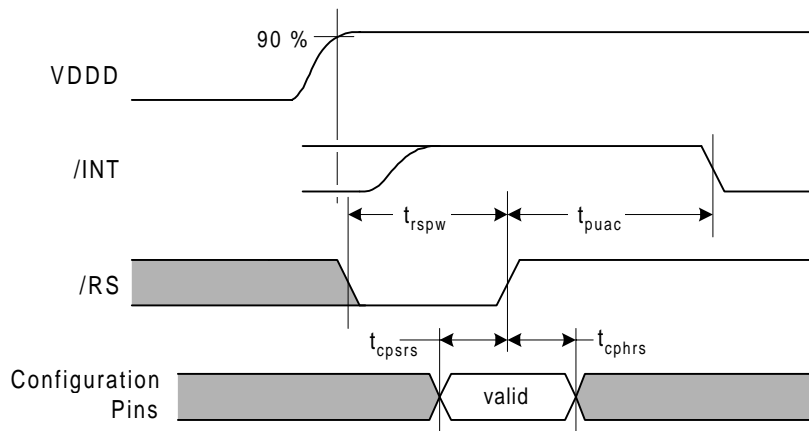 90 %
VDDD
/INT
t_rspw t_puac
/RS
t_cpsrs t_cphrs
Configuration
Pins
valid